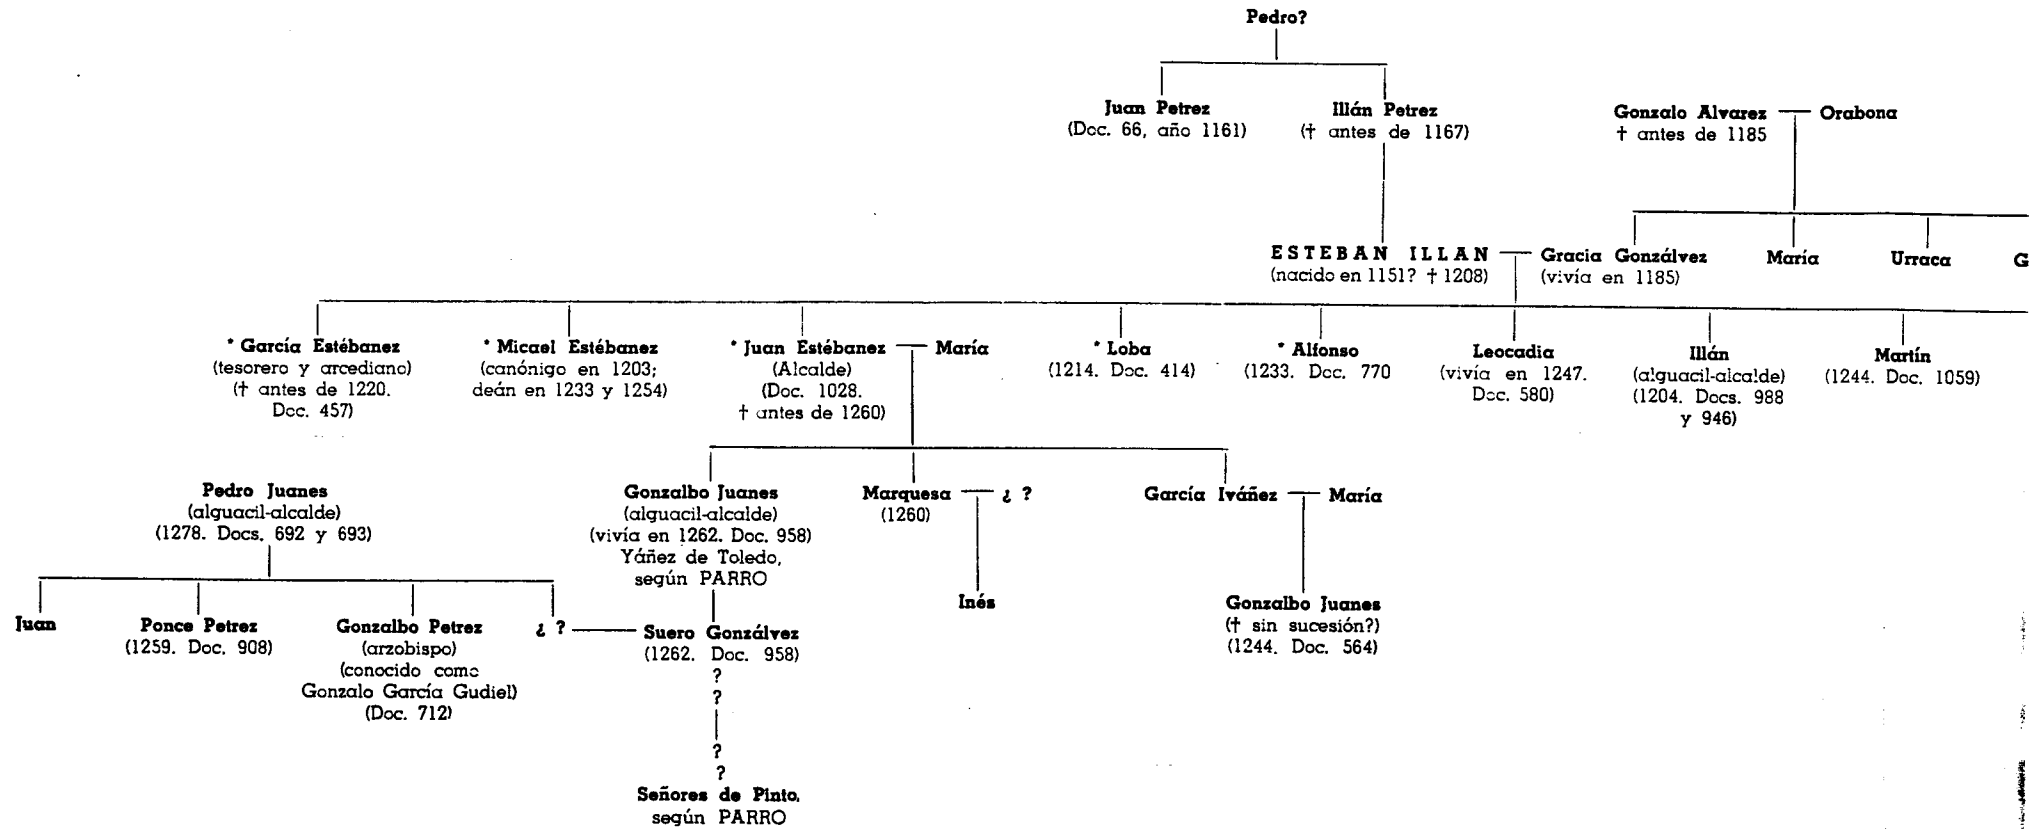 Pedro?
Juan Petrez
(Doc. 66, año 1161)
Illán Petrez
(† antes de 1167)
Gonzalo Alvarez
† antes de 1185
Orabona
ESTEBAN ILLAN
(nacido en 1151? † 1208)
Gracia Gonzálvez
(vivía en 1185)
María
Urraca
G
* García Estébanez
(tesorero y arcediano)
(† antes de 1220.
Doc. 457)
* Micael Estébanez
(canónigo en 1203;
deán en 1233 y 1254)
* Juan Estébanez
(Alcalde)
(Doc. 1028.
† antes de 1260)
María
* Loba
(1214. Doc. 414)
* Alfonso
(1233. Doc. 770
Leocadia
(vivía en 1247.
Doc. 580)
Illán
(alguacil-alcalde)
(1204. Docs. 988
y 946)
Martín
(1244. Doc. 1059)
Pedro Juanes
(alguacil-alcalde)
(1278. Docs. 692 y 693)
Gonzalbo Juanes
(alguacil-alcalde)
(vivía en 1262. Doc. 958)
Yáñez de Toledo,
según PARRO
Marquesa
(1260)
¿ ?
García Iváñez
María
Inés
Gonzalbo Juanes
(† sin sucesión?)
(1244. Doc. 564)
Juan
Ponce Petrez
(1259. Doc. 908)
Gonzalbo Petrez
(arzobispo)
(conocido como
Gonzalo García Gudiel)
(Doc. 712)
¿ ?
Suero Gonzálvez
(1262. Doc. 958)
?
?
?
?
Señores de Pinto,
según PARRO